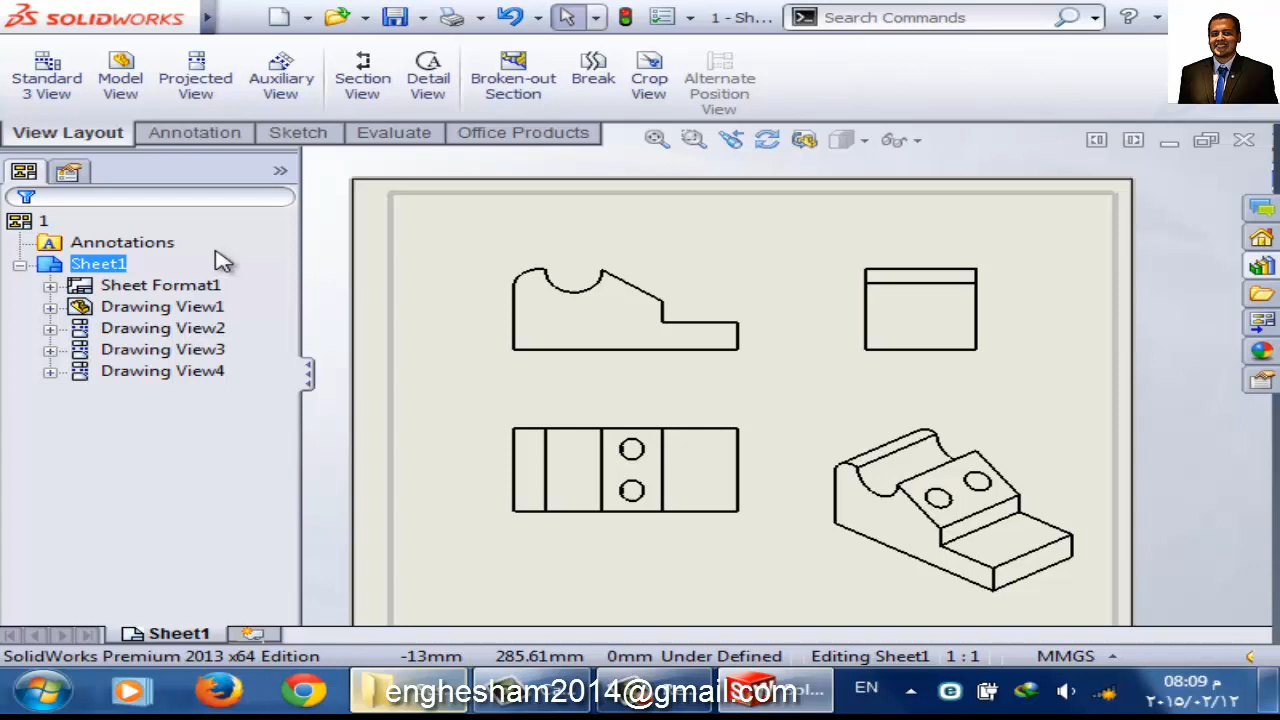 SOLIDWORKS
1 - Sh...
Search Commands
?
Standard 3 View
Model View
Projected View
Auxiliary View
Section View
Detail View
Broken-out Section
Break
Crop View
Alternate Position View
View Layout
Annotation
Sketch
Evaluate
Office Products
1
Annotations
Sheet1
Sheet Format1
Drawing View1
Drawing View2
Drawing View3
Drawing View4
Sheet1
SolidWorks Premium 2013 x64 Edition
-13mm
285.61mm
0mm
Under Defined
Editing Sheet1
1 : 1
MMGS
enghesham2014@gmail.com
EN
08:09 م
٢٠١٥/٠٢/١٢